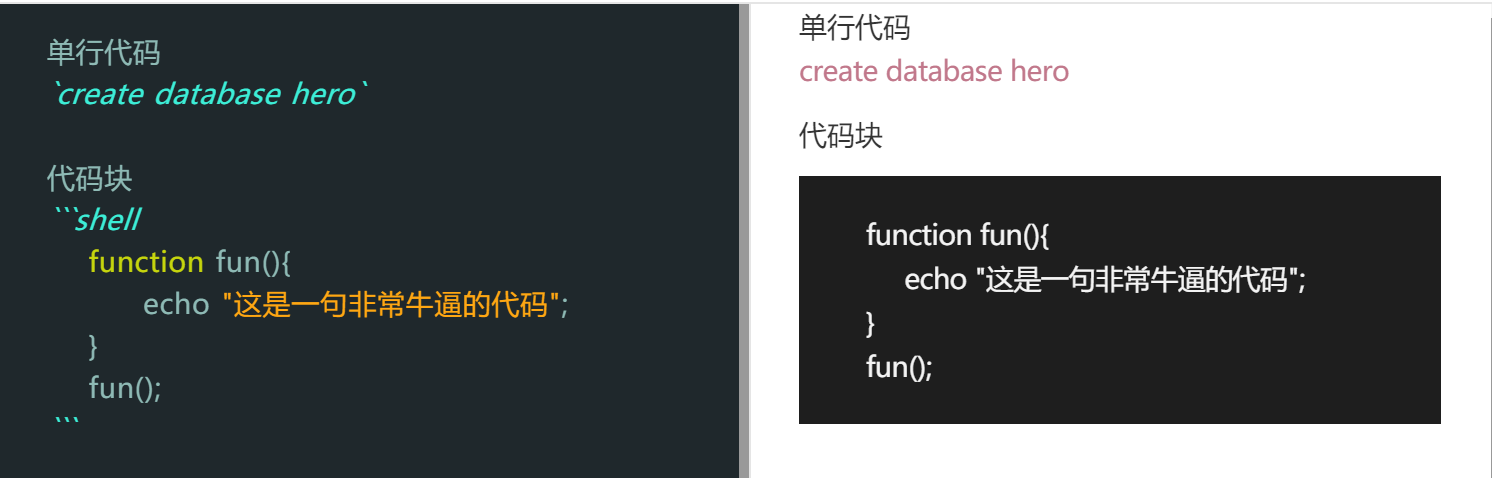 单行代码
`create database hero`
代码块
```shell
function fun(){
echo "这是一句非常牛逼的代码";
}
fun();
```
单行代码
create database hero
代码块
function fun(){
echo "这是一句非常牛逼的代码";
}
fun();